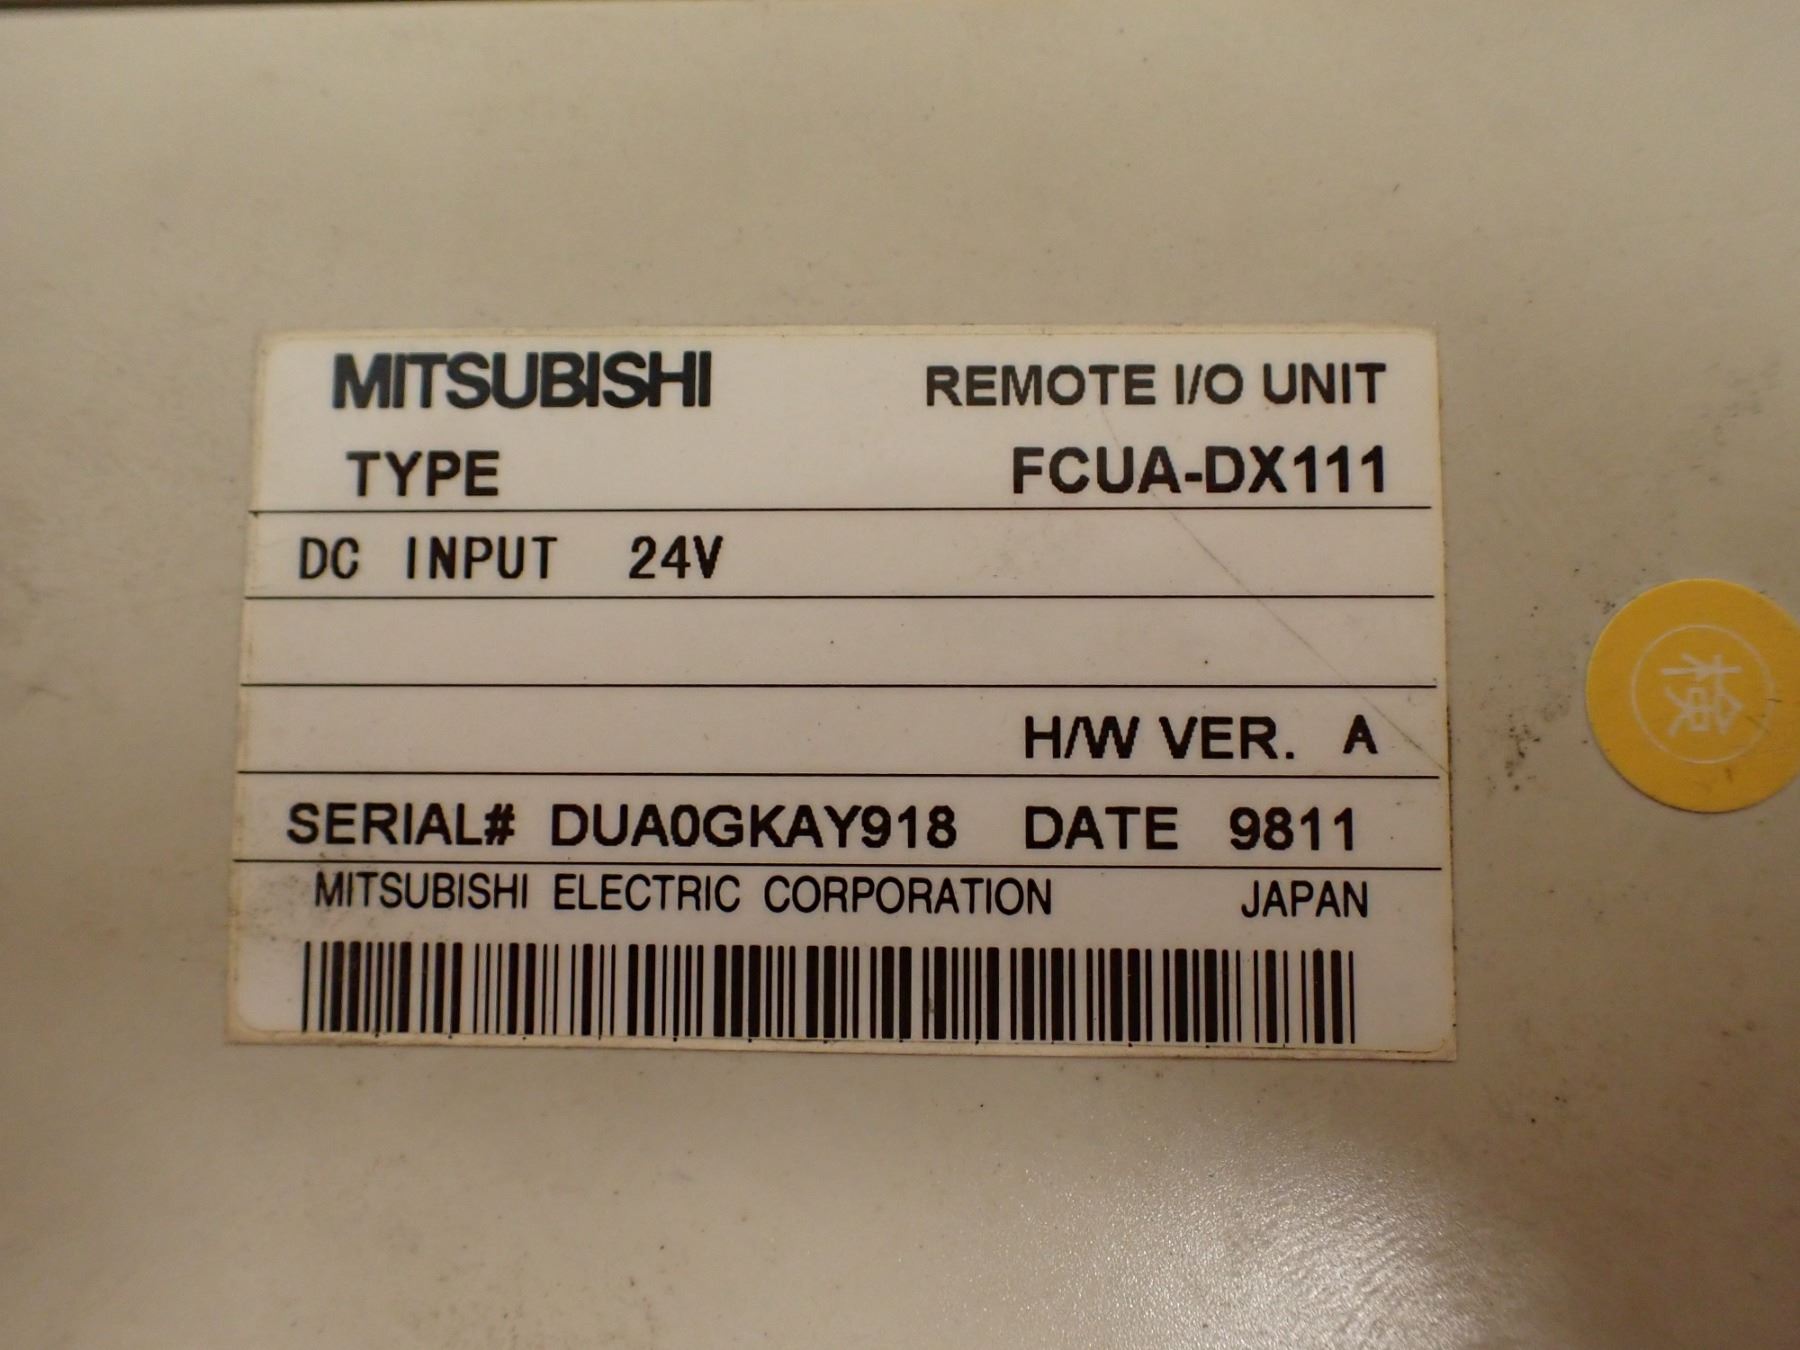 MITSUBISHI REMOTE I/O UNIT
TYPE FCUA-DX111
DC INPUT 24V
H/W VER. A
SERIAL# DUA0GKAY918 DATE 9811
MITSUBISHI ELECTRIC CORPORATION JAPAN
検